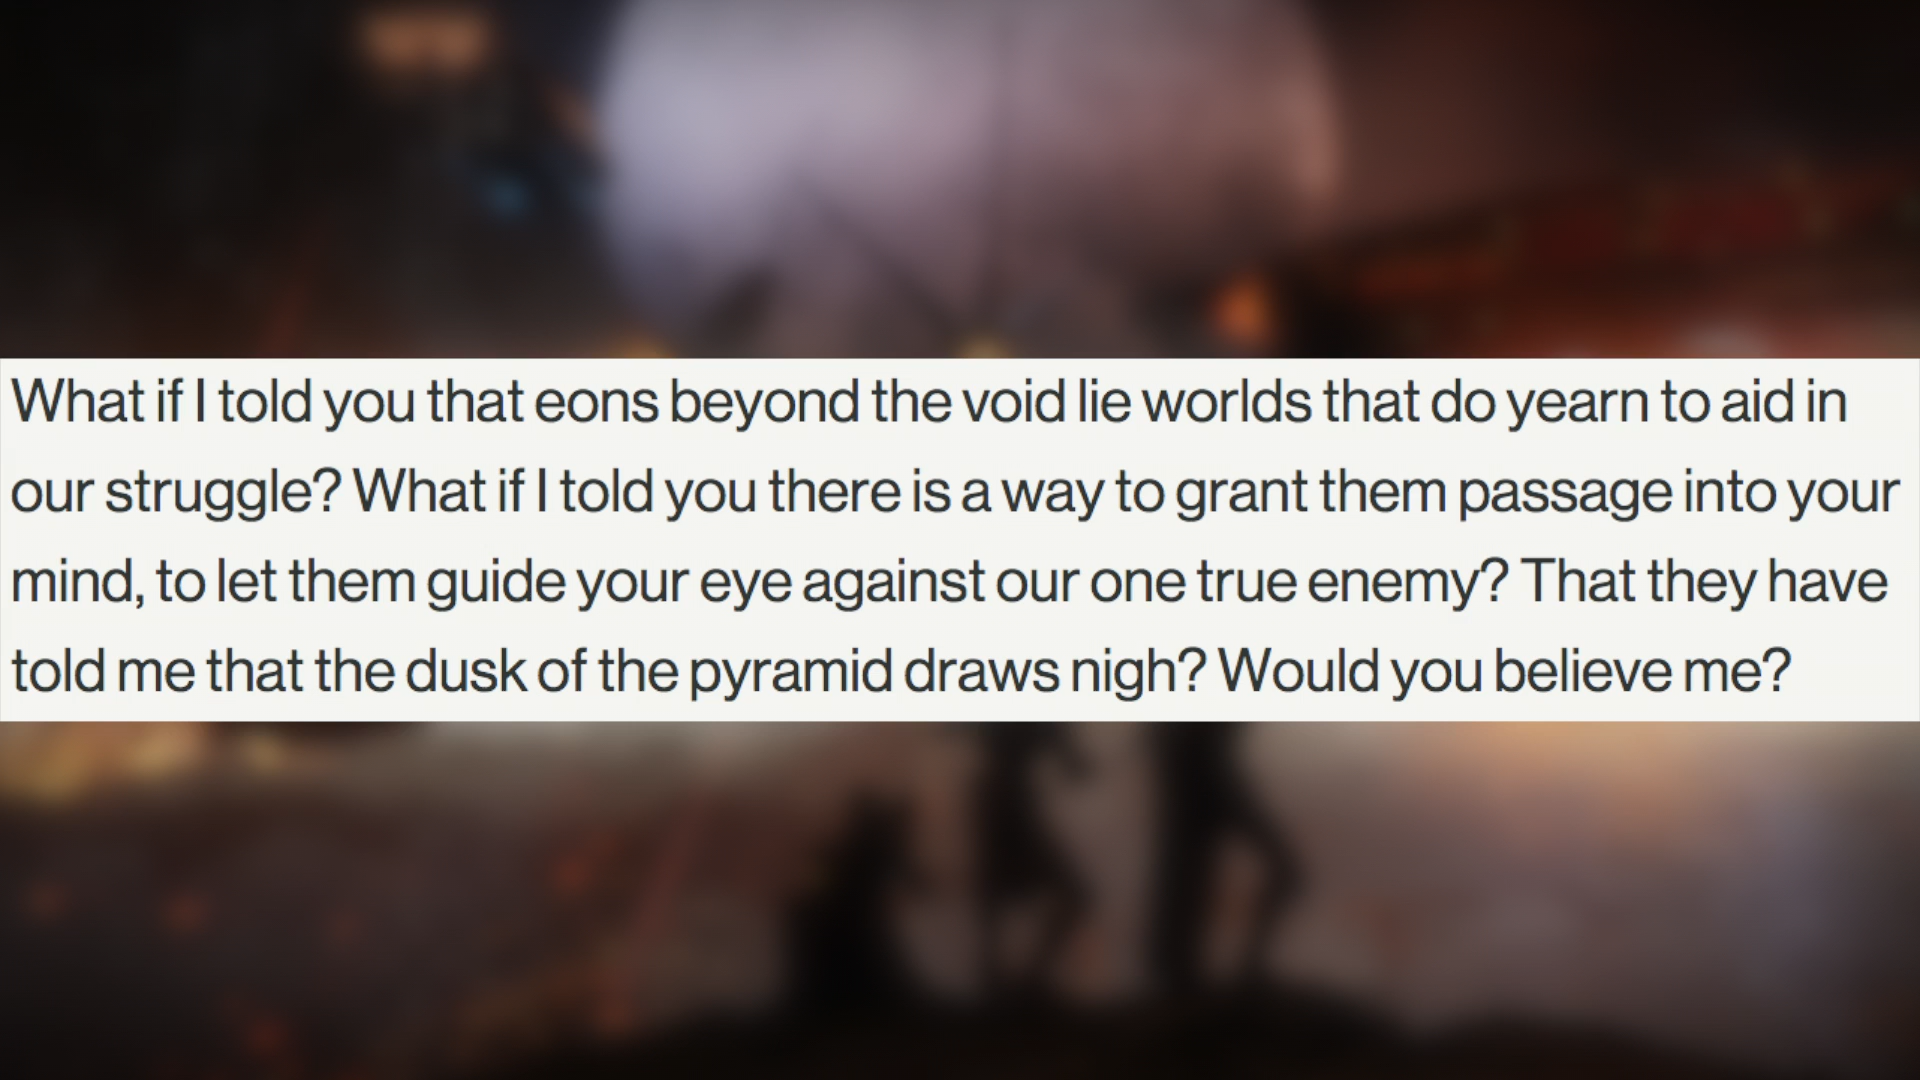 What if I told you that eons beyond the void lie worlds that do yearn to aid in
our struggle? What if I told you there is a way to grant them passage into your
mind, to let them guide your eye against our one true enemy? That they have
told me that the dusk of the pyramid draws nigh? Would you believe me?